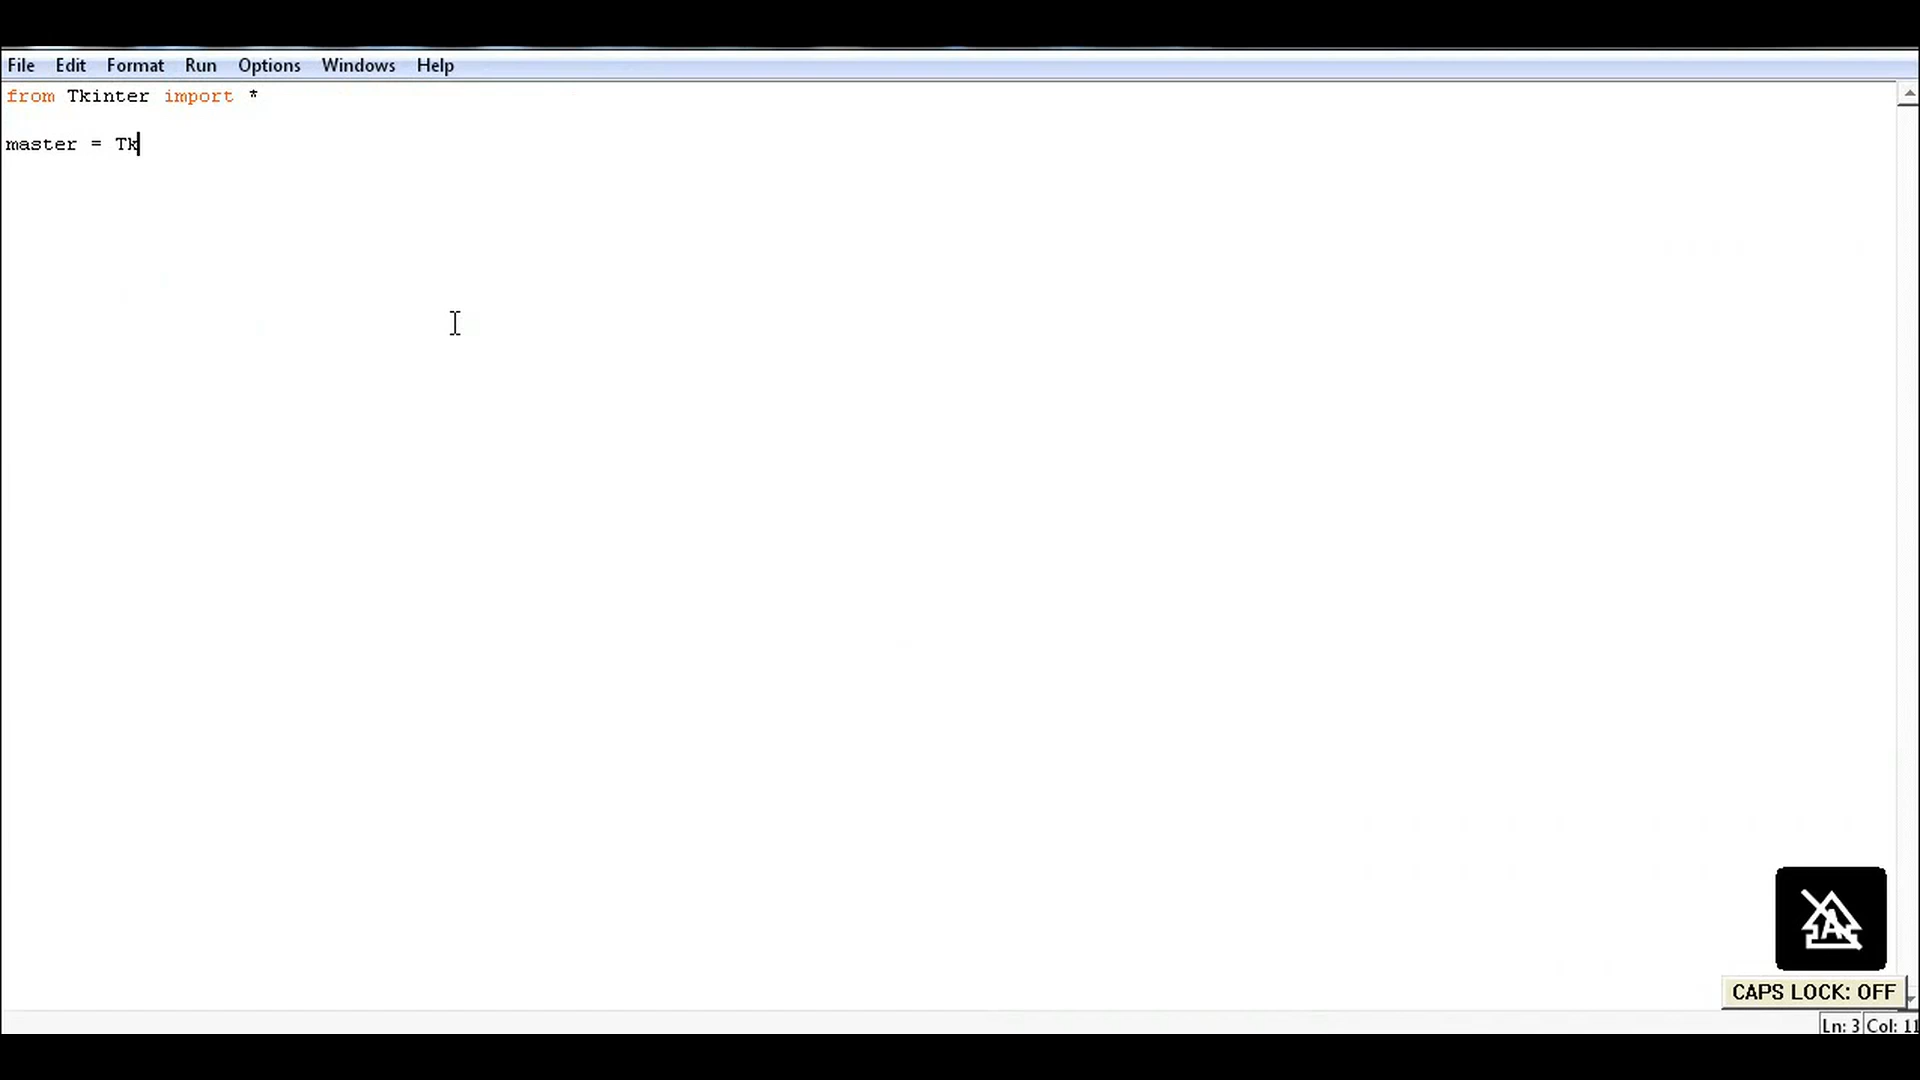 File Edit Format Run Options Windows Help
from Tkinter import *
master = Tk
A
CAPS LOCK: OFF
Ln: 3 Col: 11